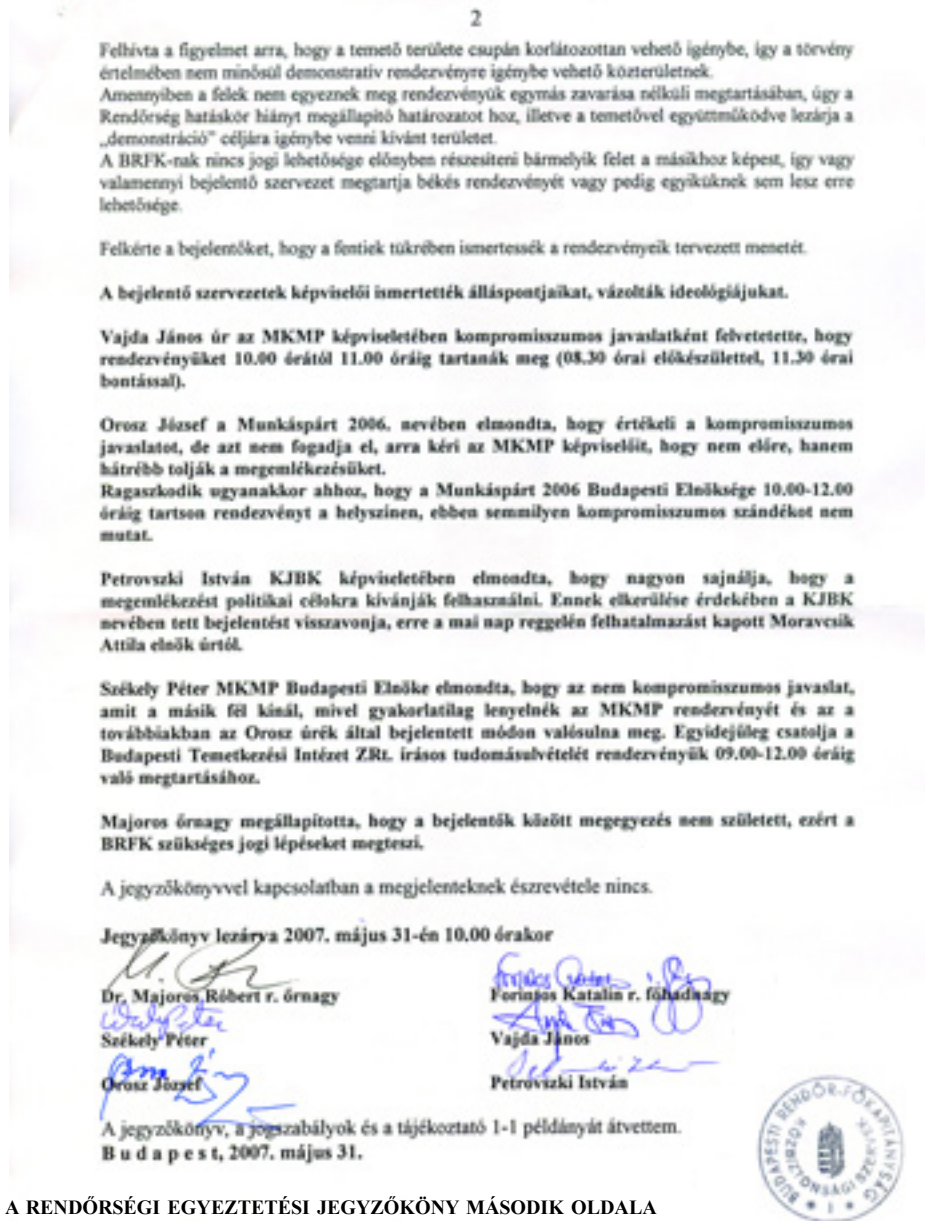 2
Felhívta a figyelmet arra, hogy a temető területe csupán korlátozottan vehető igénybe, így a törvény
értelmében nem minősül demonstratív rendezvényre igénybe vehető közterületnek.
Amennyiben a felek nem egyeznek meg rendezvényük egymás zavarása nélküli megtartásában, úgy a
Rendőrség hatáskör hiányt megállapító határozatot hoz, illetve a temetővel együttműködve lezárja a
„demonstráció” céljára igénybe venni kívánt területet.
A BRFK-nak nincs jogi lehetősége előnyben részesíteni bármelyik felet a másikhoz képest, így vagy
valamennyi bejelentő szervezet megtartja békés rendezvényét vagy pedig egyiküknek sem lesz erre
lehetősége.
Felkérte a bejelentőket, hogy a fentiek tükrében ismertessék a rendezvényeik tervezett menetét.
A bejelentő szervezetek képviselői ismertették álláspontjaikat, vázolták ideológiájukat.
Vajda János úr az MKMP képviseletében kompromisszumos javaslatként felvetetette, hogy
rendezvényüket 10.00 órától 11.00 óráig tartanák meg (08.30 órai előkészülettel, 11.30 órai
bontással).
Orosz József a Munkáspárt 2006. nevében elmondta, hogy értékeli a kompromisszumos
javaslatot, de azt nem fogadja el, arra kéri az MKMP képviselőit, hogy nem előre, hanem
hátrébb tolják a megemlékezésüket.
Ragaszkodik ugyanakkor ahhoz, hogy a Munkáspárt 2006 Budapesti Elnöksége 10.00-12.00
óráig tartson rendezvényt a helyszínen, ebben semmilyen kompromisszumos szándékot nem
mutat.
Petrovszki István KJBK képviseletében elmondta, hogy nagyon sajnálja, hogy a
megemlékezést politikai célokra kívánják felhasználni. Ennek elkerülése érdekében a KJBK
nevében tett bejelentést visszavonja, erre a mai nap reggelén felhatalmazást kapott Moravcsik
Attila elnök úrtól.
Székely Péter MKMP Budapesti Elnöke elmondta, hogy az nem kompromisszumos javaslat,
amit a másik fél kínál, mivel gyakorlatilag lenyelnék az MKMP rendezvényét és az a
továbbiakban az Orosz úrék által bejelentett módon valósulna meg. Egyidejűleg csatolja a
Budapesti Temetkezési Intézet ZRt. írásos tudomásulvételét rendezvényük 09.00-12.00 óráig
való megtartásához.
Majoros őrnagy megállapította, hogy a bejelentők között megegyezés nem született, ezért a
BRFK szükséges jogi lépéseket megteszi.
A jegyzőkönyvvel kapcsolatban a megjelenteknek észrevétele nincs.
Jegyzőkönyv lezárva 2007. május 31-én 10.00 órakor
Dr. Majoros Róbert r. őrnagy
Forintos Katalin r. főhadnagy
Székely Péter
Vajda János
Orosz József
Petrovszki István
A jegyzőkönyv, a jogszabályok és a tájékoztató 1-1 példányát átvettem.
B u d a p e s t, 2007. május 31.
BUDAPESTI RENDŐR-FŐKAPITÁNYSÁG
KÖZBIZTONSÁGI SZERVEK
* 1 *
A RENDŐRSÉGI EGYEZTETÉSI JEGYZŐKÖNY MÁSODIK OLDALA